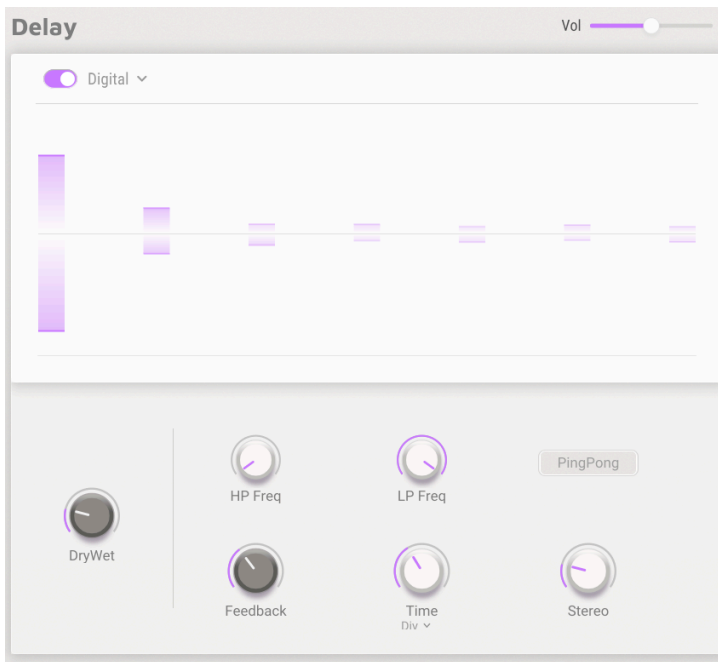 Delay
Vol
Digital
HP Freq
LP Freq
PingPong
DryWet
Feedback
Time
Stereo
Div